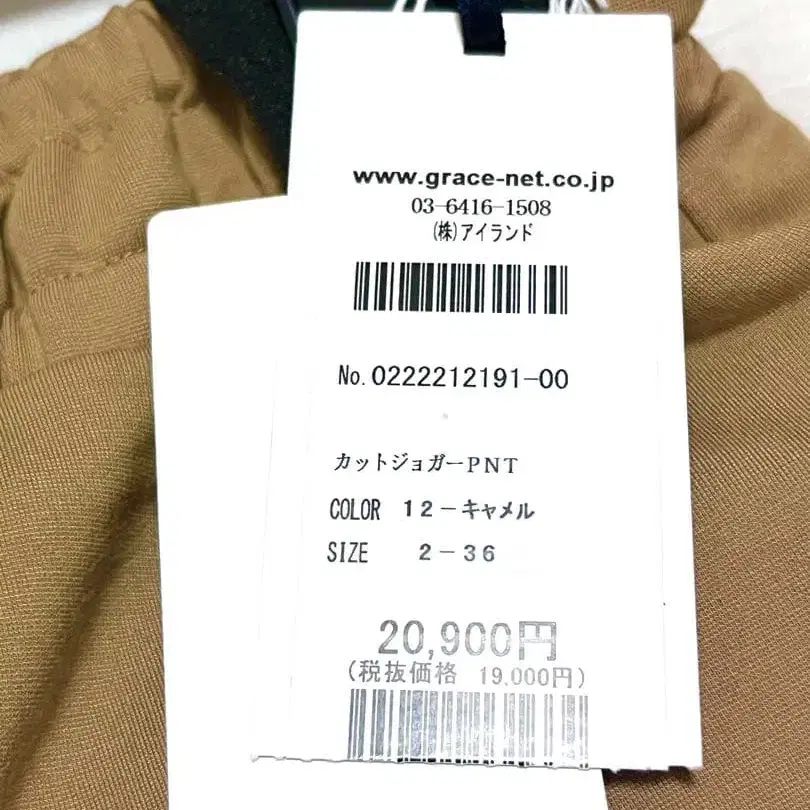 www.grace-net.co.jp
03-6416-1508
(株)アイランド
No.0222212191-00
カットジョガーPNT
COLOR 12-キャメル
SIZE 2-36
20,900円
(税抜価格 19,000円)